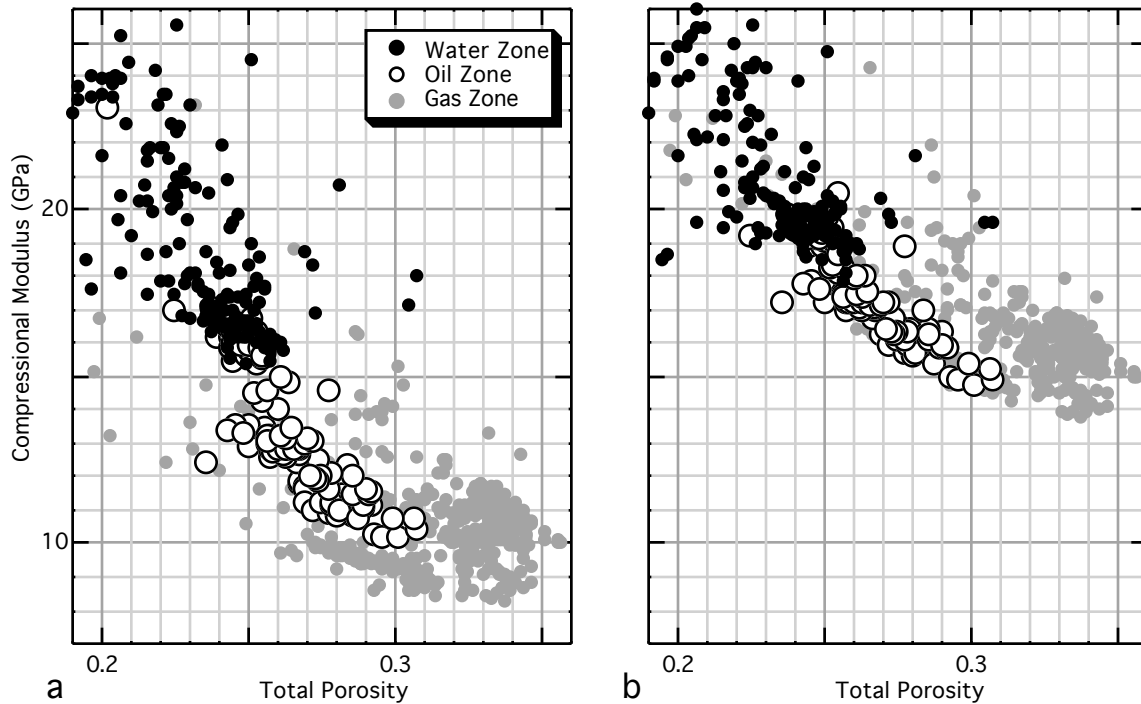 Water Zone
Oil Zone
Gas Zone
Compressional Modulus (GPa)
20
10
0.2
0.3
a
Total Porosity
0.2
0.3
b
Total Porosity